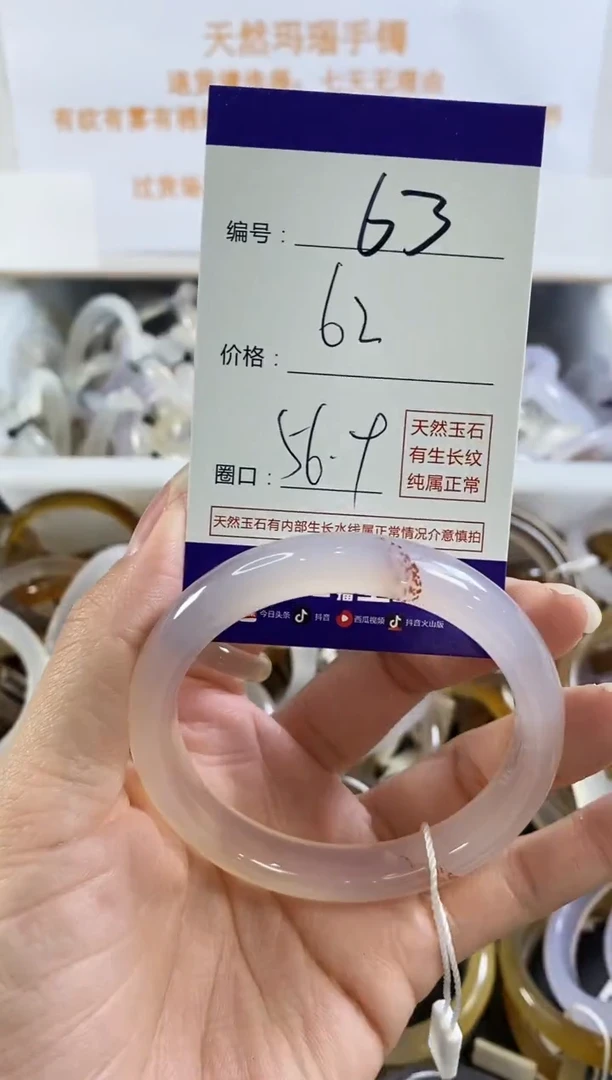 天然玛瑙手镯
编号：63
价格：62
圈口：56.9
天然玉石
有生长纹
纯属正常
天然玉石有内部生长水线属正常情况介意慎拍
今日头条 抖音 西瓜视频 抖音火山版